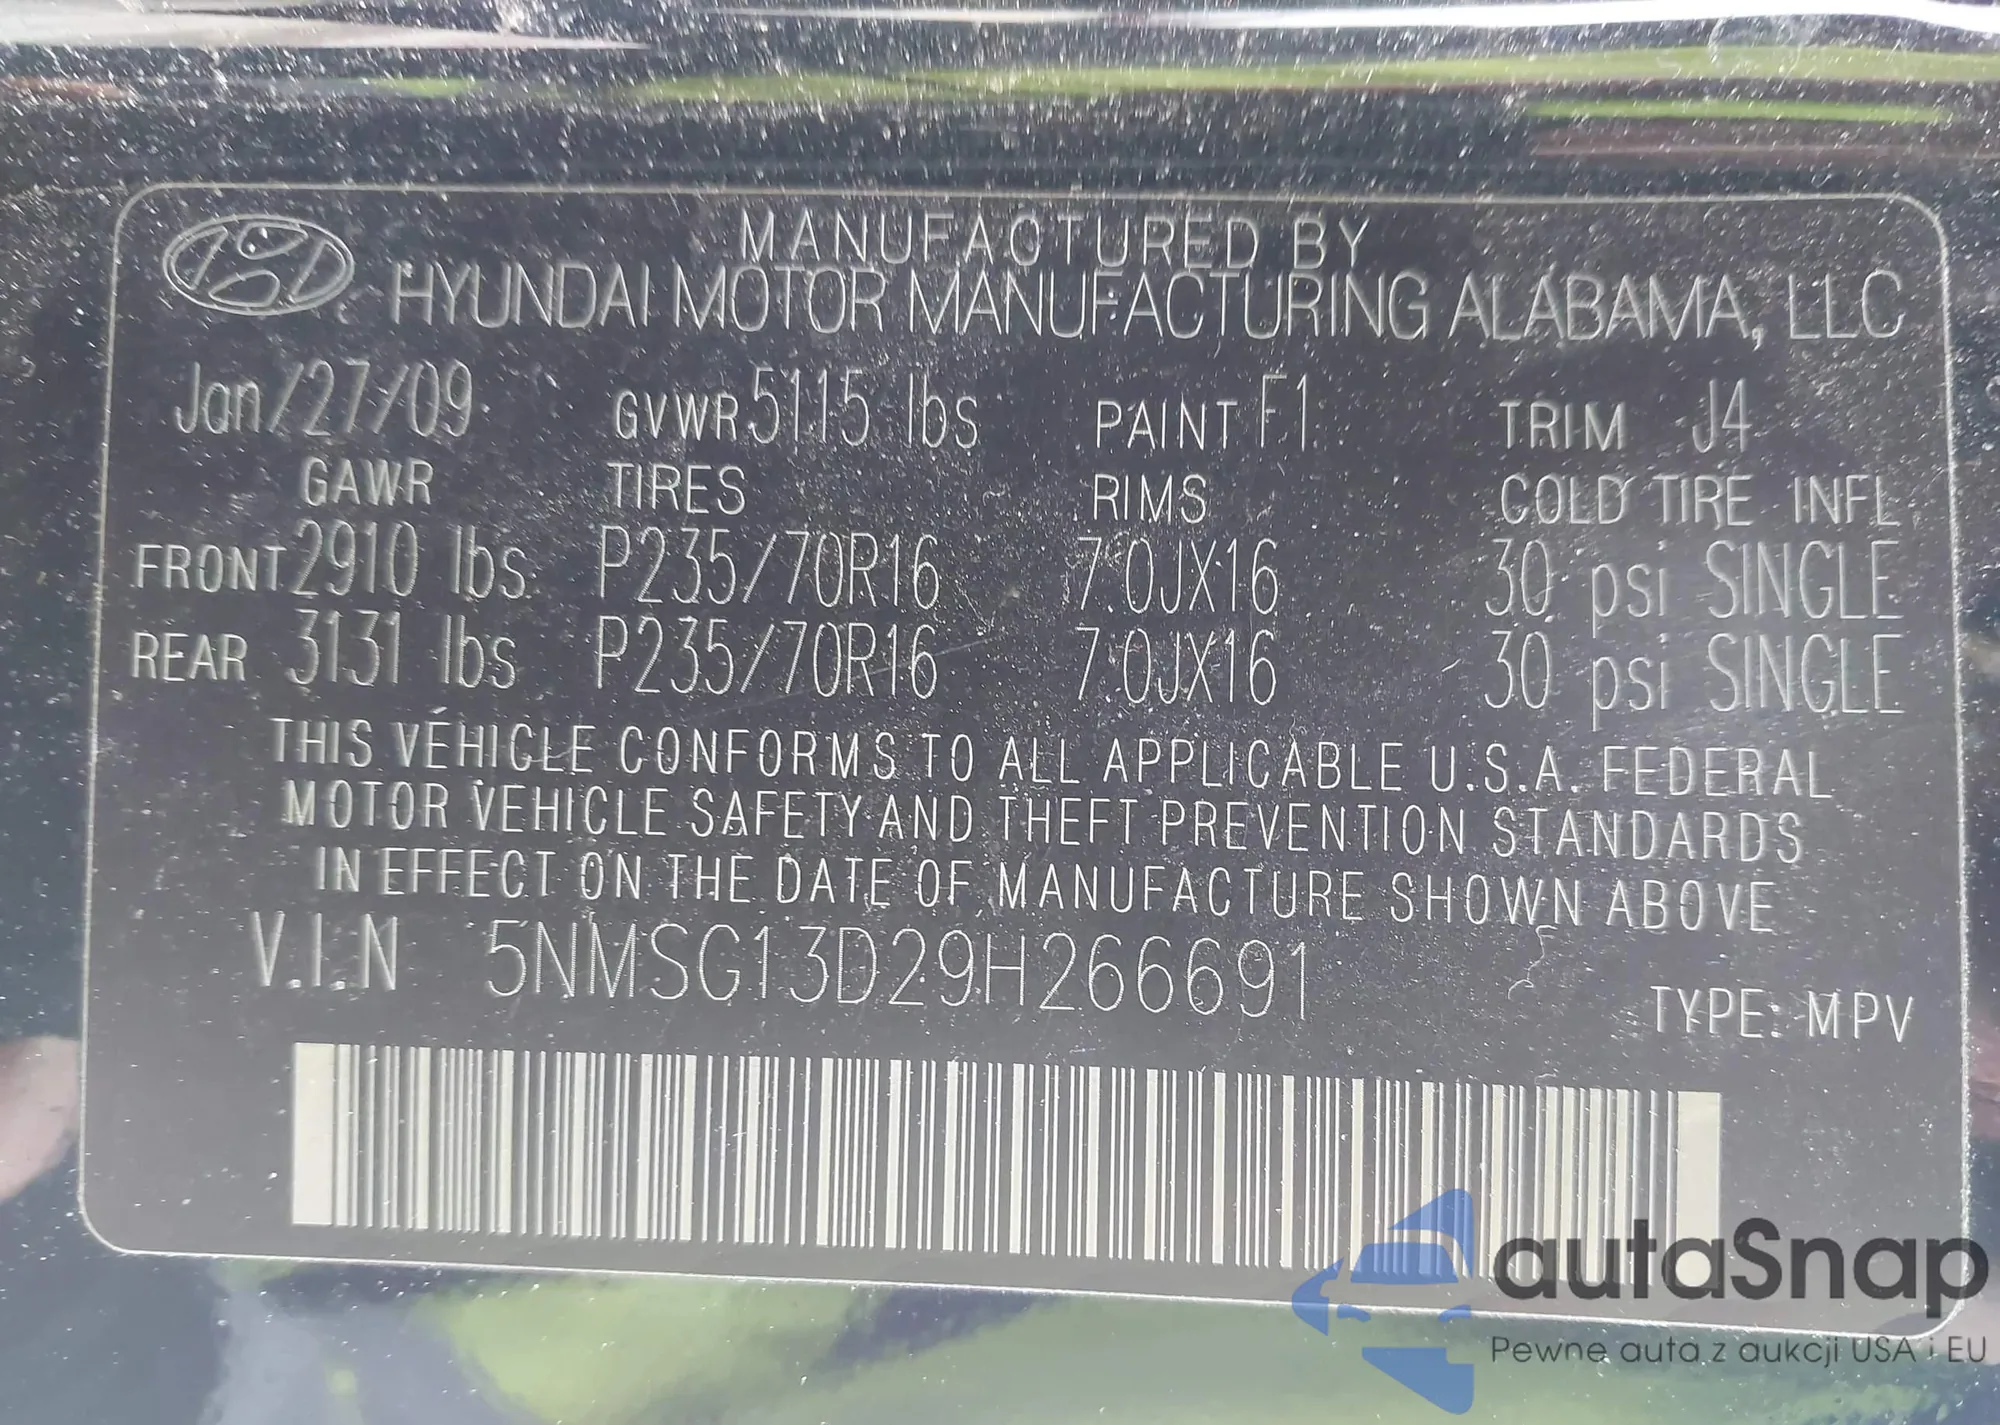 MANUFACTURED BY
HYUNDAI MOTOR MANUFACTURING ALABAMA, LLC
Jan/27/09 GVWR 5115 lbs PAINT F1 TRIM J4
GAWR TIRES RIMS COLD TIRE INFL
FRONT 2910 lbs P235/70R16 7.0JX16 30 psi SINGLE
REAR 3131 lbs P235/70R16 7.0JX16 30 psi SINGLE
THIS VEHICLE CONFORMS TO ALL APPLICABLE U.S.A. FEDERAL
MOTOR VEHICLE SAFETY AND THEFT PREVENTION STANDARDS
IN EFFECT ON THE DATE OF MANUFACTURE SHOWN ABOVE
V.I.N 5NMSG13D29H266691
TYPE: MPV
autaSnap
Pewne auta z aukcji USA i EU